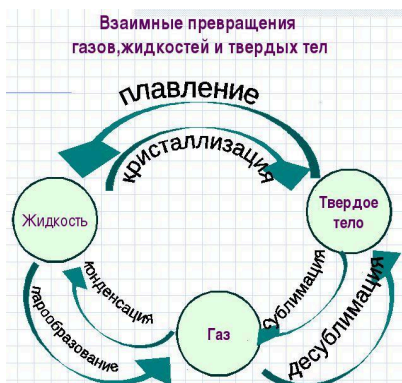 Взаимные превращения
газов,жидкостей и твердых тел
плавление
кристаллизация
Жидкость
Твердое
тело
конденсация
сублимация
парообразование
Газ
десублимация